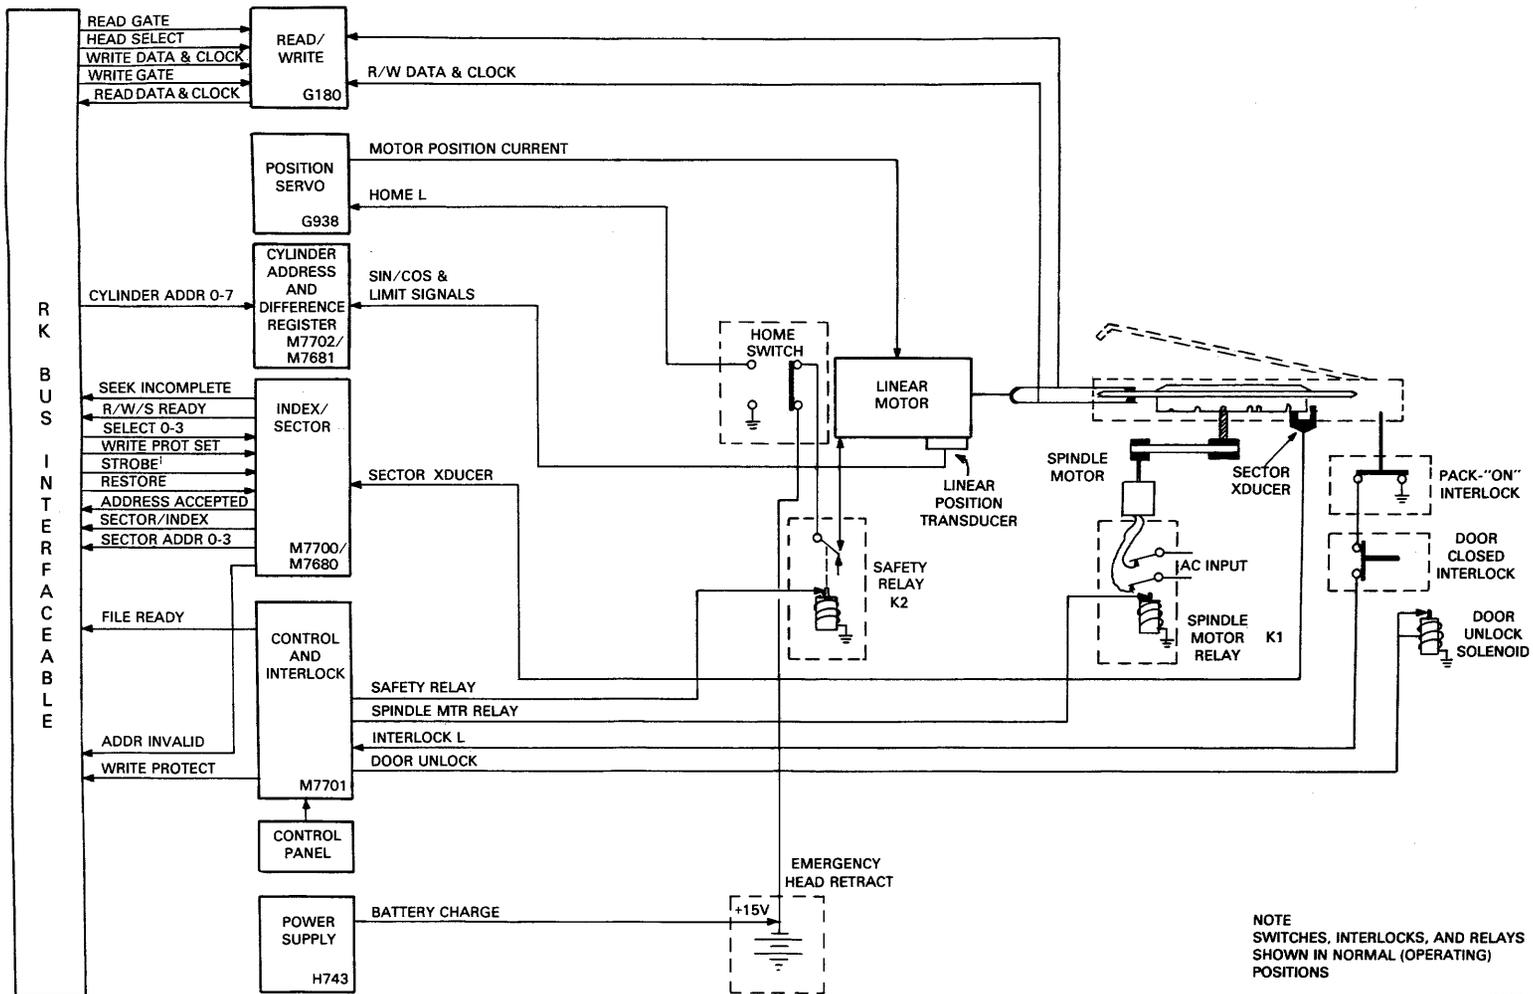 RK BUS INTERFACEABLE
READ GATE
HEAD SELECT
WRITE DATA & CLOCK
WRITE GATE
READ DATA & CLOCK
READ/
WRITE
G180
R/W DATA & CLOCK
POSITION
SERVO
G938
MOTOR POSITION CURRENT
HOME L
CYLINDER ADDR 0-7
CYLINDER
ADDRESS
AND
DIFFERENCE
REGISTER
M7702/
M7681
SIN/COS &
LIMIT SIGNALS
SEEK INCOMPLETE
R/W/S READY
SELECT 0-3
WRITE PROT SET
STROBE
RESTORE
ADDRESS ACCEPTED
SECTOR/INDEX
SECTOR ADDR 0-3
INDEX/
SECTOR
M7700/
M7680
SECTOR XDUCER
HOME
SWITCH
LINEAR
MOTOR
LINEAR
POSITION
TRANSDUCER
SPINDLE
MOTOR
SECTOR
XDUCER
PACK-"ON"
INTERLOCK
DOOR
CLOSED
INTERLOCK
AC INPUT
SAFETY
RELAY
K2
SPINDLE
MOTOR
RELAY
K1
DOOR
UNLOCK
SOLENOID
FILE READY
ADDR INVALID
WRITE PROTECT
CONTROL
AND
INTERLOCK
M7701
SAFETY RELAY
SPINDLE MTR RELAY
INTERLOCK L
DOOR UNLOCK
CONTROL
PANEL
POWER
SUPPLY
H743
BATTERY CHARGE
EMERGENCY
HEAD RETRACT
+15V
NOTE
SWITCHES, INTERLOCKS, AND RELAYS
SHOWN IN NORMAL (OPERATING)
POSITIONS